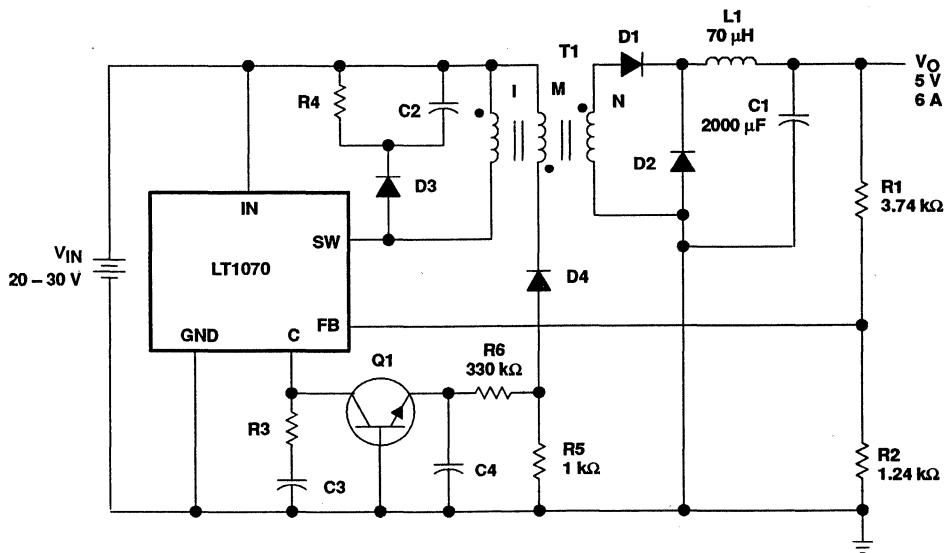 L1
70 μH
D1
T1
VO
5 V
6 A
R4
C2
I
M
N
C1
2000 μF
D3
D2
R1
3.74 kΩ
IN
SW
VIN
20 – 30 V
LT1070
D4
FB
GND
C
Q1
R6
330 kΩ
R3
C4
R5
1 kΩ
R2
1.24 kΩ
C3